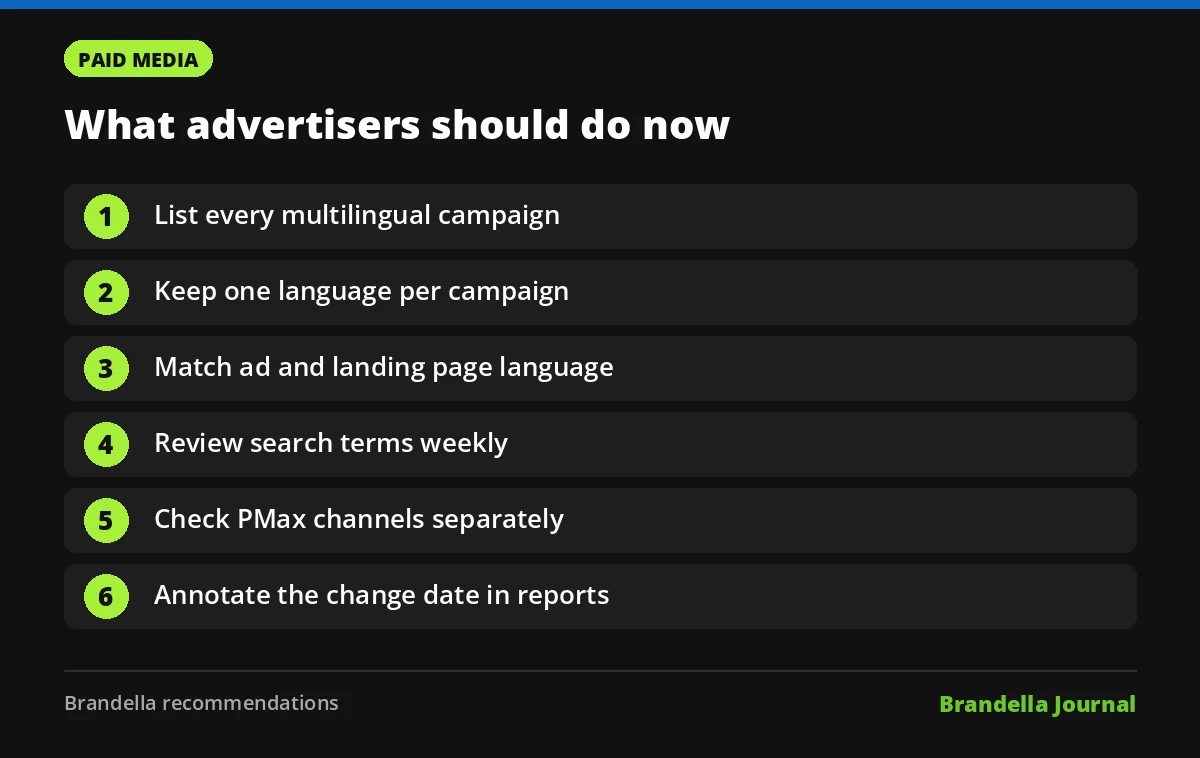 PAID MEDIA
What advertisers should do now
1 List every multilingual campaign
2 Keep one language per campaign
3 Match ad and landing page language
4 Review search terms weekly
5 Check PMax channels separately
6 Annotate the change date in reports
Brandella recommendations
Brandella Journal